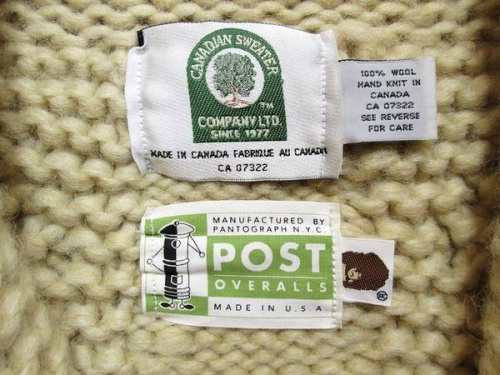 CANADIAN SWEATER
™
COMPANY LTD.
SINCE 1977
MADE IN CANADA FABRIQUE AU CANADA
CA 07322
100% WOOL
HAND KNIT IN
CANADA
CA 07322
SEE REVERSE
FOR CARE
MANUFACTURED BY
PANTOGRAPH N.Y.C.
POST
OVERALLS
MADE IN U.S.A.
®